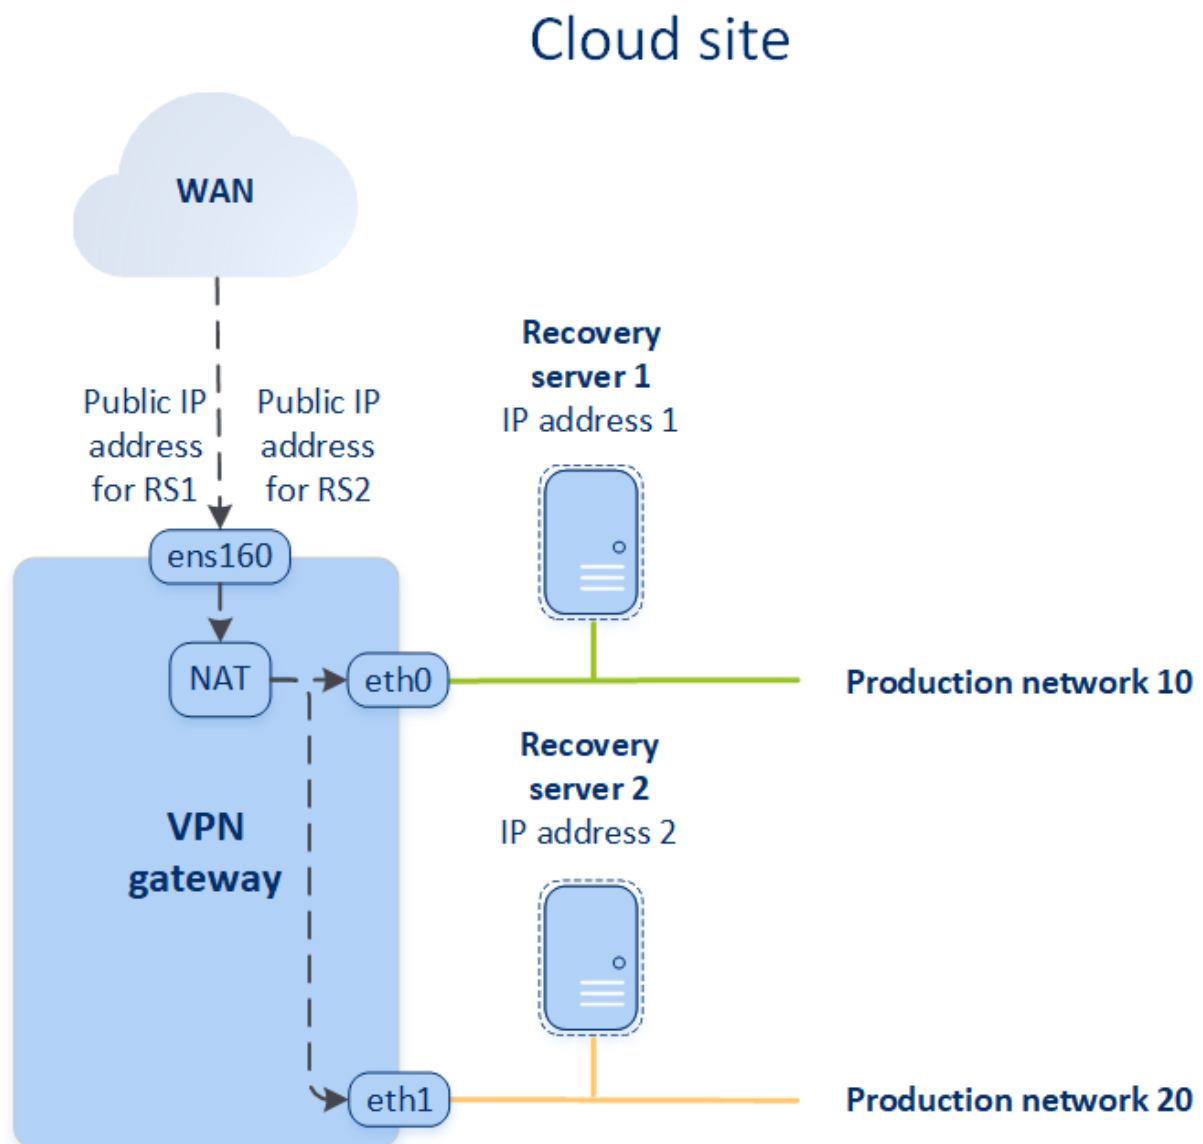 Cloud site
WAN
Public IP
address
for RS1
Public IP
address
for RS2
Recovery
server 1
IP address 1
ens160
NAT
eth0
Production network 10
Recovery
server 2
IP address 2
VPN
gateway
eth1
Production network 20